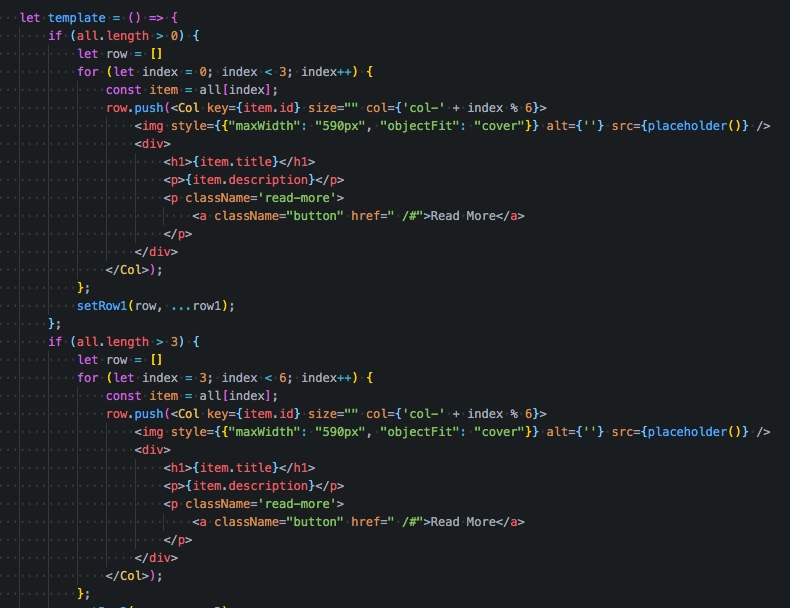 let template = () => {
if (all.length > 0) {
let row = []
for (let index = 0; index < 3; index++) {
const item = all[index];
row.push(<Col key={item.id} size="" col={'col-' + index % 6}>
<img style={{"maxWidth": "590px", "objectFit": "cover"}} alt={''} src={placeholder()} />
<div>
<h1>{item.title}</h1>
<p>{item.description}</p>
<p className='read-more'>
<a className="button" href=" /#">Read More</a>
</p>
</div>
</Col>);
};
setRow1(row, ...row1);
};
if (all.length > 3) {
let row = []
for (let index = 3; index < 6; index++) {
const item = all[index];
row.push(<Col key={item.id} size="" col={'col-' + index % 6}>
<img style={{"maxWidth": "590px", "objectFit": "cover"}} alt={''} src={placeholder()} />
<div>
<h1>{item.title}</h1>
<p>{item.description}</p>
<p className='read-more'>
<a className="button" href=" /#">Read More</a>
</p>
</div>
</Col>);
};